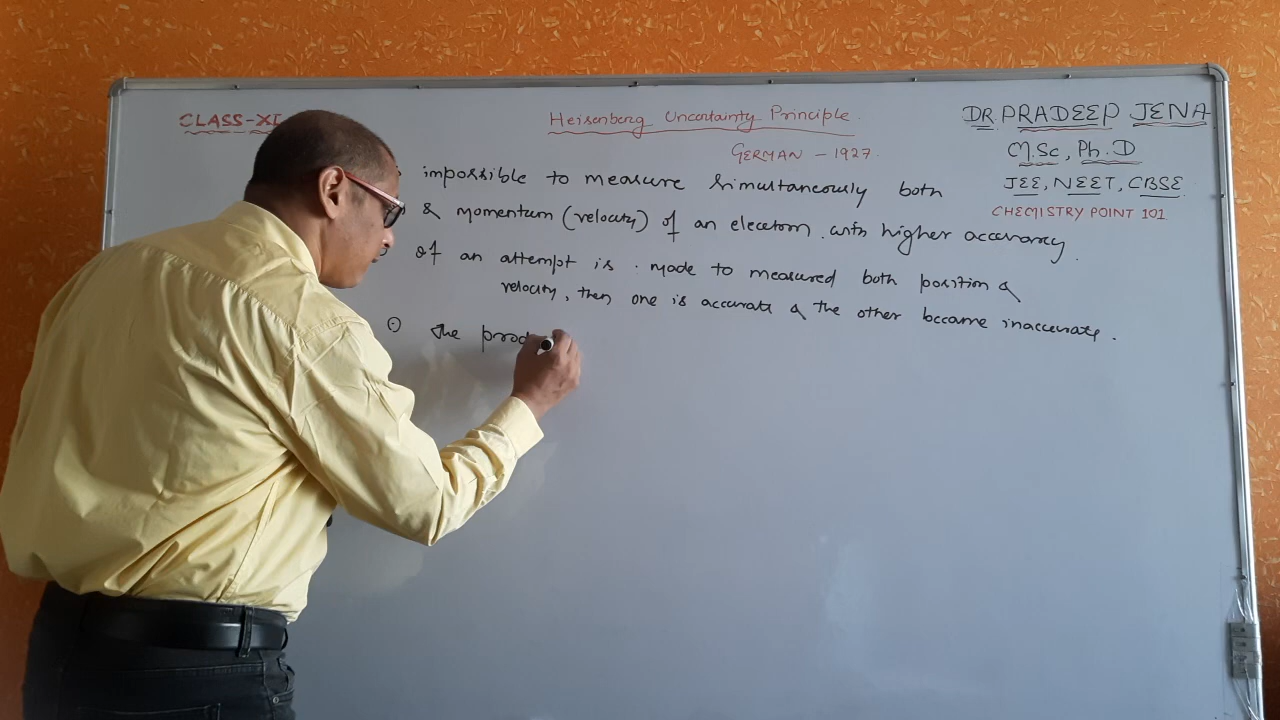 CLASS-XI
Heisenberg Uncertainty Principle
GERMAN - 1927.
DR PRADEEP JENA
M.Sc, Ph.D
JEE, NEET, CBSE
CHEMISTRY POINT 101
impossible to measure simultaneously both
& momentum (velocity) of an electron with higher accuracy.
of an attempt is . made to measured both position &
velocity, then one is accurate & the other became inaccurate.
the prod